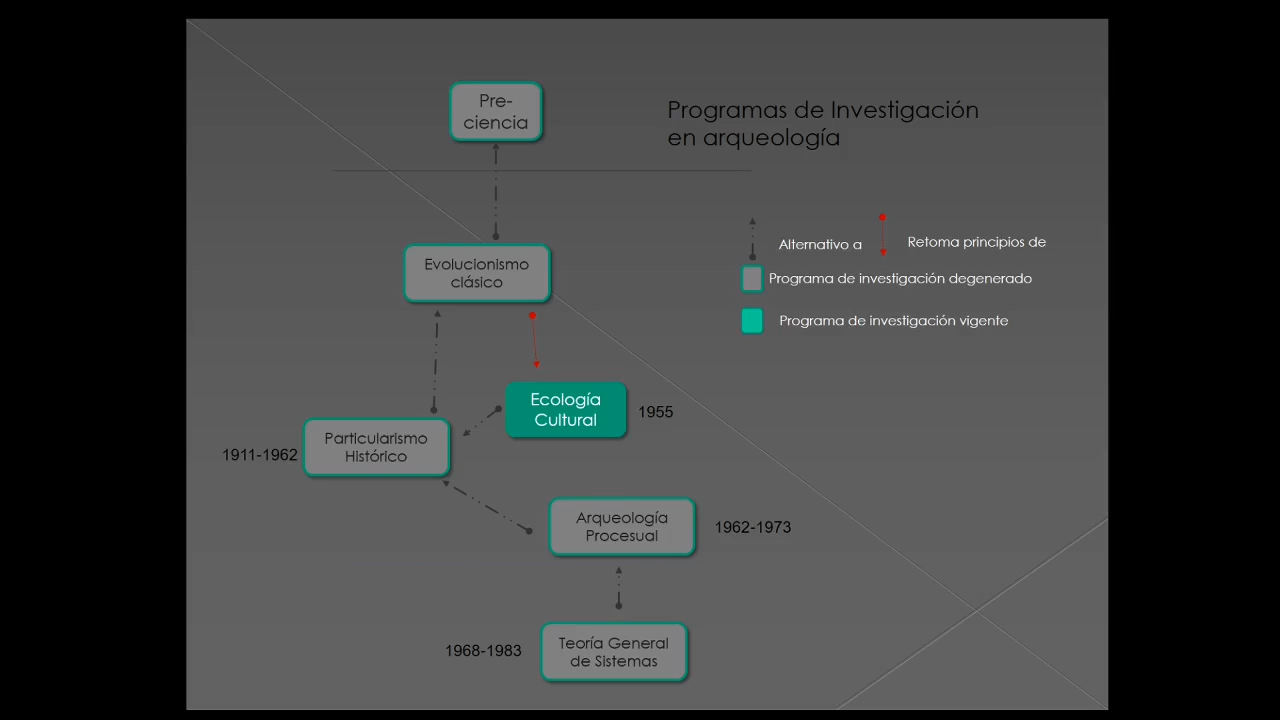 Pre-
ciencia
Programas de Investigación
en arqueología
Alternativo a
Retoma principios de
Evolucionismo
clásico
Programa de investigación degenerado
Programa de investigación vigente
Ecología
Cultural
1955
Particularismo
Histórico
1911-1962
Arqueología
Procesual
1962-1973
Teoría General
de Sistemas
1968-1983